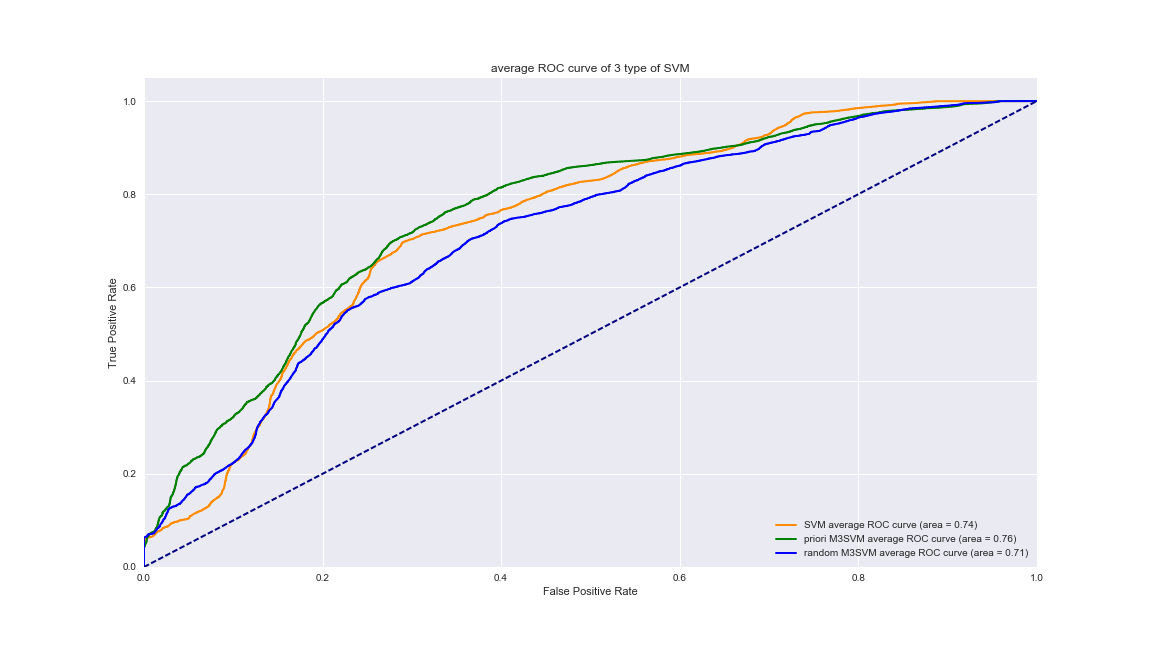 average ROC curve of 3 type of SVM
True Positive Rate
1.0
0.8
0.6
0.4
0.2
0.0
0.0 0.2 0.4 0.6 0.8 1.0
False Positive Rate
SVM average ROC curve (area = 0.74)
priori M3SVM average ROC curve (area = 0.76)
random M3SVM average ROC curve (area = 0.71)